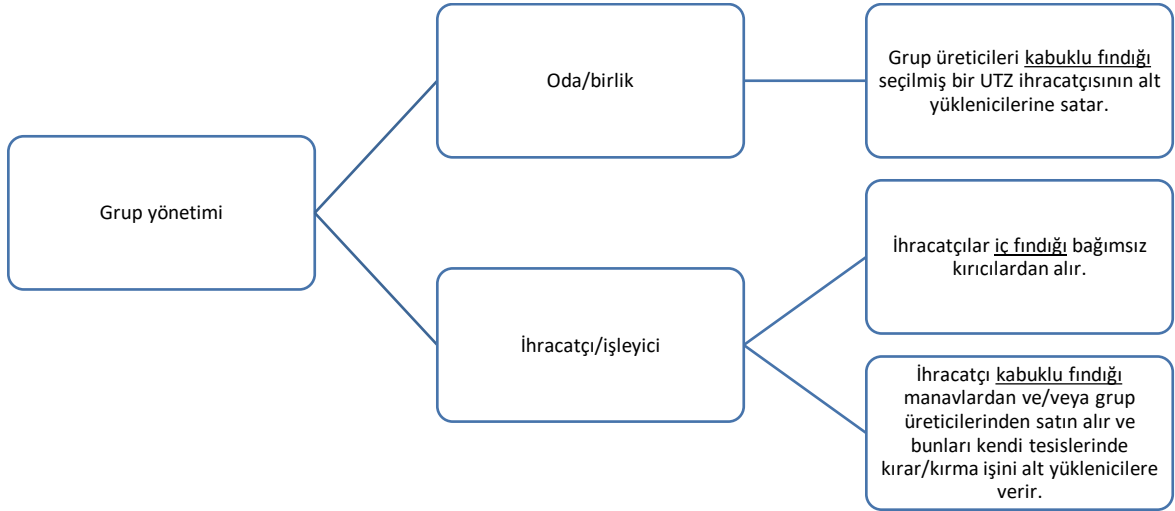 Grup yönetimi
Oda/birlik
Grup üreticileri kabuklu fındığı
seçilmiş bir UTZ ihracatçısının alt
yüklenicilerine satar.
İhracatçı/işleyici
İhracatçılar iç fındığı bağımsız
kırıcılardan alır.
İhracatçı kabuklu fındığı
manavlardan ve/veya grup
üreticilerinden satın alır ve
bunları kendi tesislerinde
kırar/kırma işini alt yüklenicilere
verir.